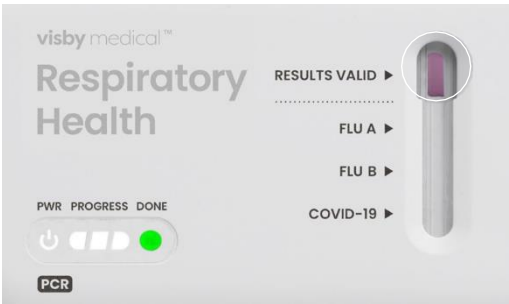 visby medical™
Respiratory
Health
RESULTS VALID ▶
FLU A ▶
FLU B ▶
COVID-19 ▶
PWR PROGRESS DONE
PCR